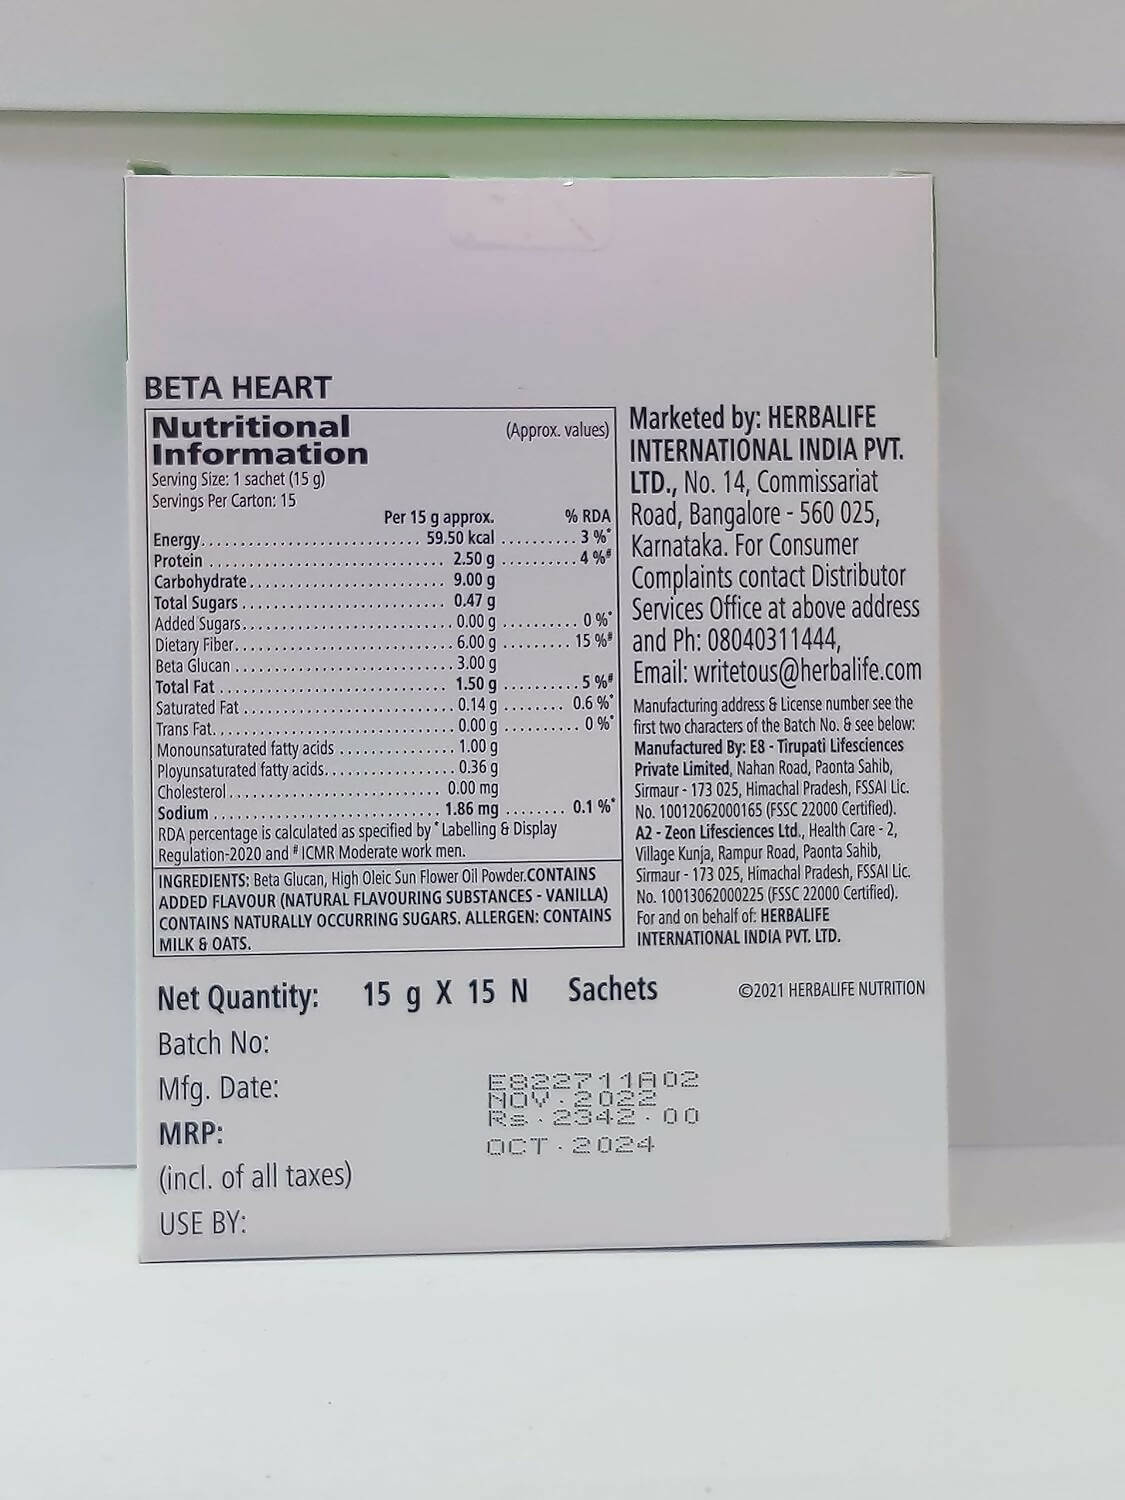 BETA HEART
Nutritional
Information
(Approx. values)
Serving Size: 1 sachet (15 g)
Servings Per Carton: 15
Per 15 g approx. % RDA
Energy.................... 59.50 kcal .......... 3 %*
Protein .................... 2.50 g .......... 4 %#
Carbohydrate.................... 9.00 g
Total Sugars .................... 0.47 g
Added Sugars.................... 0.00 g .......... 0 %*
Dietary Fiber.................... 6.00 g ......... 15 %#
Beta Glucan .................... 3.00 g
Total Fat .................... 1.50 g .......... 5 %#
Saturated Fat .................... 0.14 g ........ 0.6 %*
Trans Fat.................... 0.00 g .......... 0 %*
Monounsaturated fatty acids ............ 1.00 g
Ployunsaturated fatty acids.............. 0.36 g
Cholesterol .................... 0.00 mg
Sodium .................... 1.86 mg ........ 0.1 %*
RDA percentage is calculated as specified by * Labelling & Display
Regulation-2020 and # ICMR Moderate work men.
INGREDIENTS: Beta Glucan, High Oleic Sun Flower Oil Powder.CONTAINS
ADDED FLAVOUR (NATURAL FLAVOURING SUBSTANCES - VANILLA)
CONTAINS NATURALLY OCCURRING SUGARS. ALLERGEN: CONTAINS
MILK & OATS.
Marketed by: HERBALIFE
INTERNATIONAL INDIA PVT.
LTD., No. 14, Commissariat
Road, Bangalore - 560 025,
Karnataka. For Consumer
Complaints contact Distributor
Services Office at above address
and Ph: 08040311444,
Email: writetous@herbalife.com
Manufacturing address & License number see the
first two characters of the Batch No. & see below:
Manufactured By: E8 - Tirupati Lifesciences
Private Limited, Nahan Road, Paonta Sahib,
Sirmaur - 173 025, Himachal Pradesh, FSSAI Lic.
No. 10012062000165 (FSSC 22000 Certified).
A2 - Zeon Lifesciences Ltd., Health Care - 2,
Village Kunja, Rampur Road, Paonta Sahib,
Sirmaur - 173 025, Himachal Pradesh, FSSAI Lic.
No. 10013062000225 (FSSC 22000 Certified).
For and on behalf of: HERBALIFE
INTERNATIONAL INDIA PVT. LTD.
Net Quantity: 15 g X 15 N Sachets
©2021 HERBALIFE NUTRITION
Batch No:
Mfg. Date:
MRP:
(incl. of all taxes)
USE BY:
E822711A02
NOV.2022
Rs.2342.00
OCT.2024